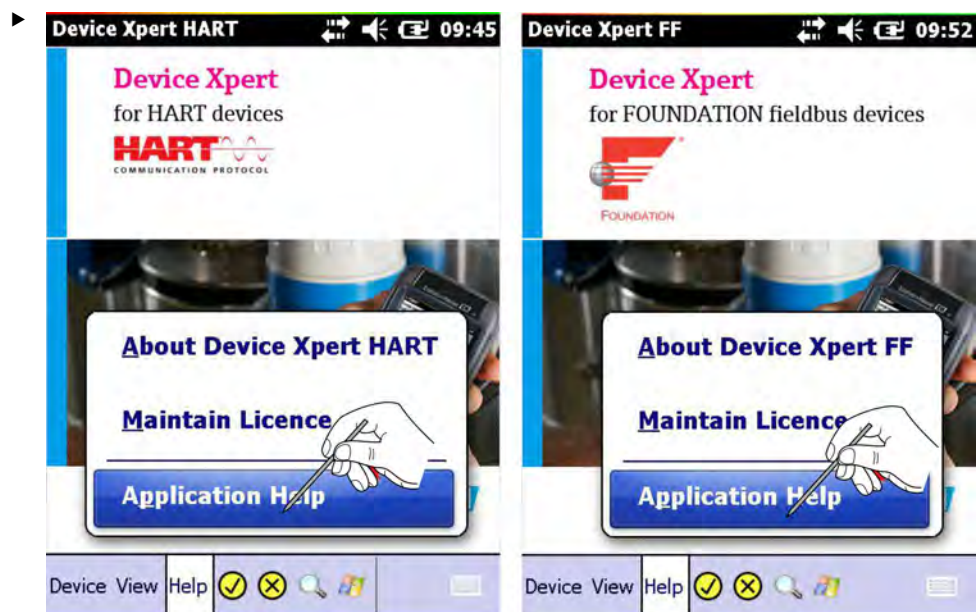 Device Xpert HART 09:45
Device Xpert
for HART devices
HART
COMMUNICATION PROTOCOL
About Device Xpert HART
Maintain Licence
Application Help
Device View Help
Device Xpert FF 09:52
Device Xpert
for FOUNDATION fieldbus devices
FOUNDATION
About Device Xpert FF
Maintain Licence
Application Help
Device View Help